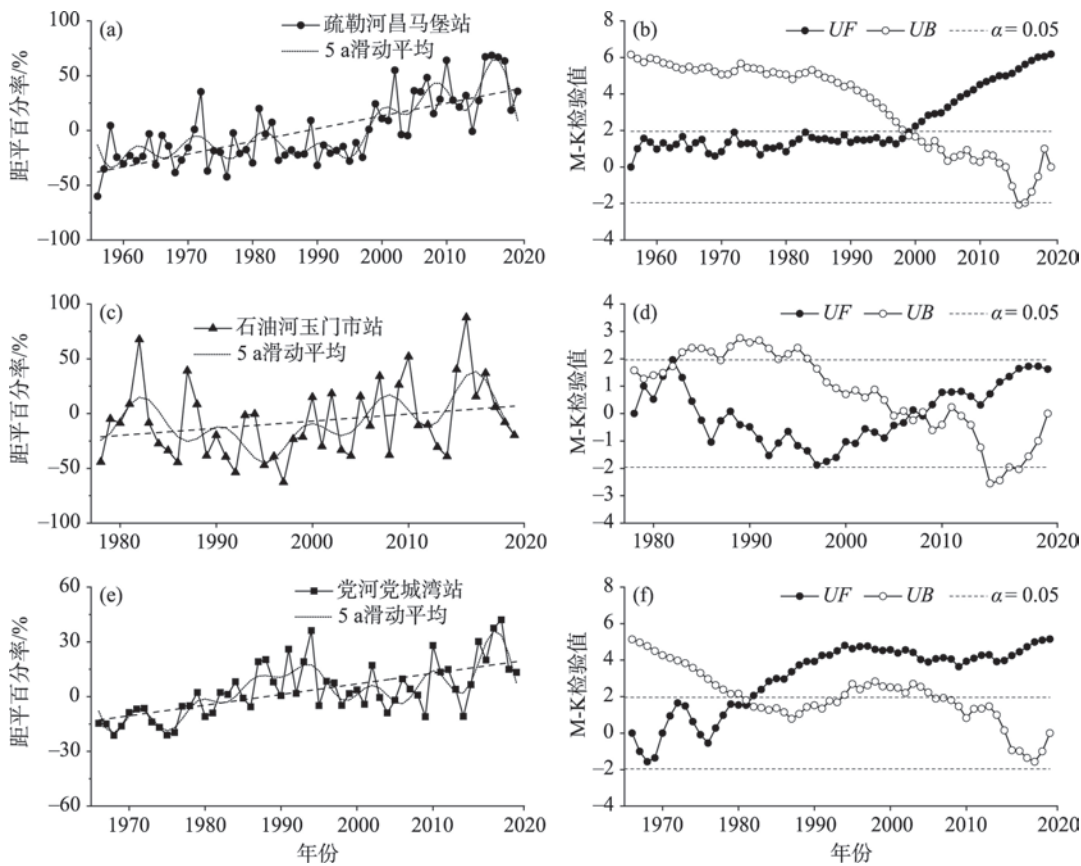 (a)
疏勒河昌马堡站
5 a滑动平均
距平百分率/%
100
50
0
−50
−100
1960 1970 1980 1990 2000 2010 2020
(b)
UF UB α = 0.05
M-K检验值
8
6
4
2
0
−2
−4
1950 1960 1970 1980 1990 2000 2010 2020
(c)
石油河玉门市站
5 a滑动平均
距平百分率/%
100
50
0
−50
−100
1980 1990 2000 2010 2020
(d)
UF UB α = 0.05
M-K检验值
4
3
2
1
0
−1
−2
−3
−4
1980 1990 2000 2010 2020
(e)
党河党城湾站
5 a滑动平均
距平百分率/%
60
30
0
−30
−60
1970 1980 1990 2000 2010 2020
年份
(f)
UF UB α = 0.05
M-K检验值
8
6
4
2
0
−2
−4
1970 1980 1990 2000 2010 2020
年份